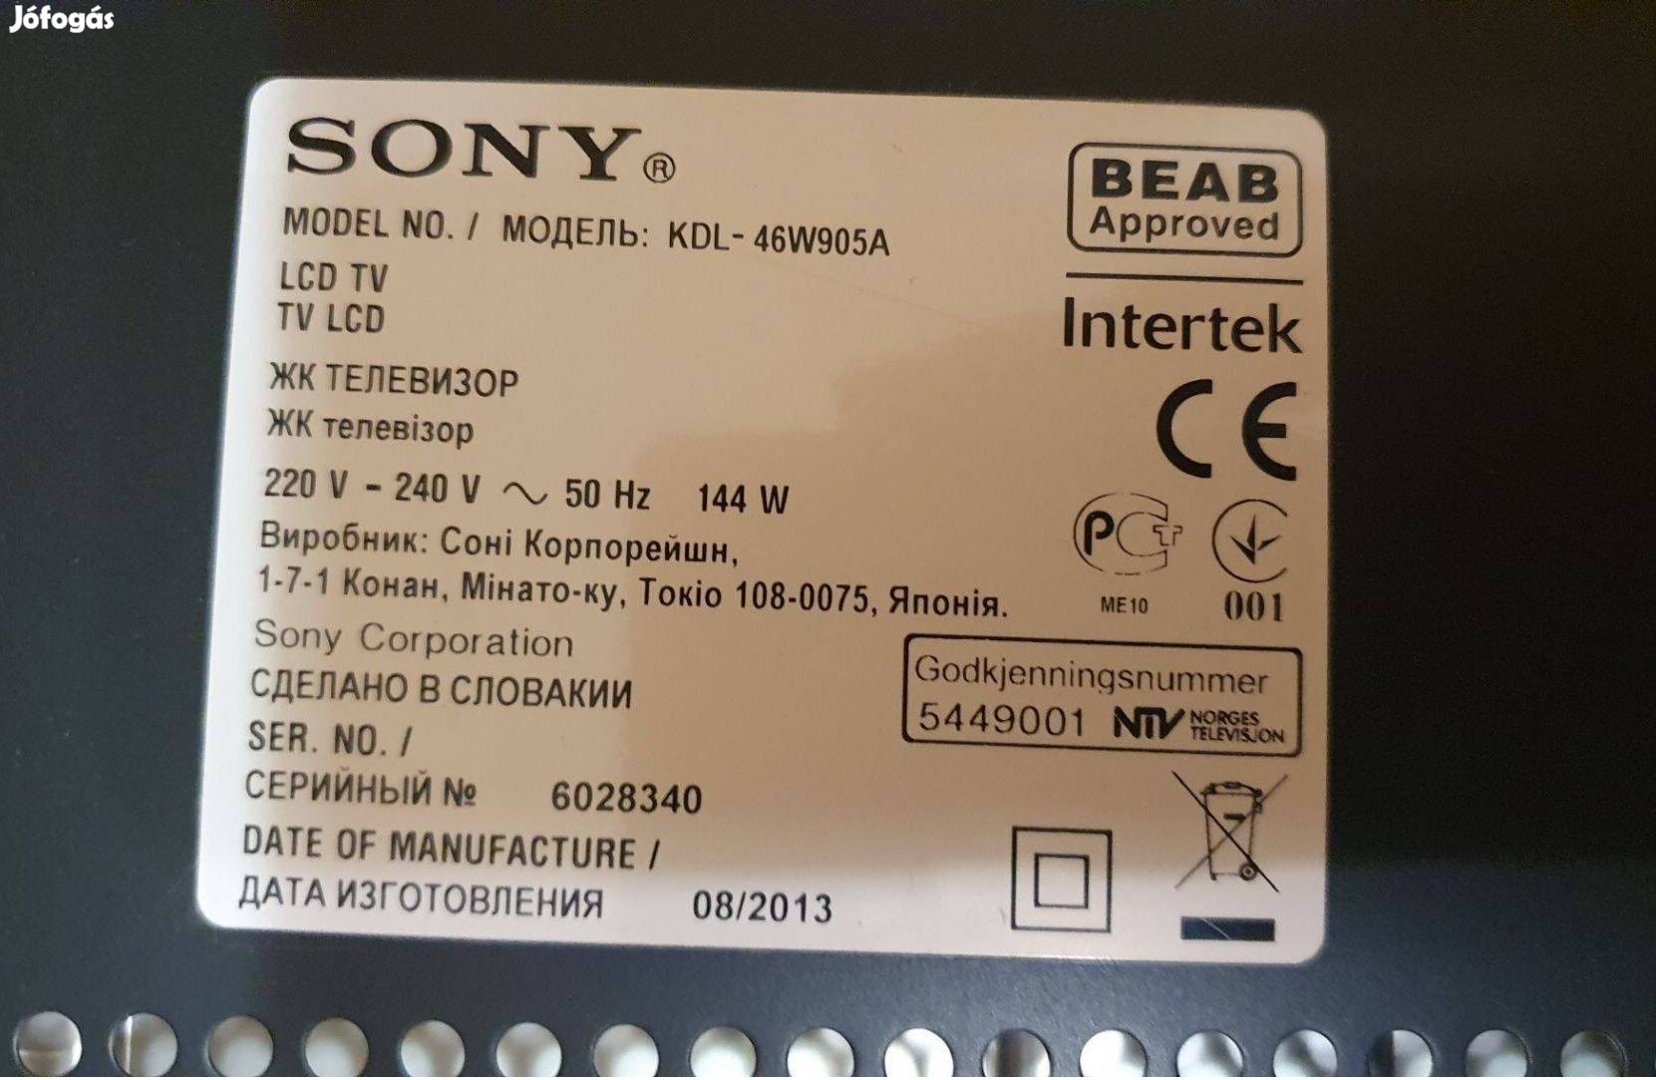 Jófogás
SONY®
MODEL NO. / МОДЕЛЬ: KDL- 46W905A
LCD TV
TV LCD
ЖК ТЕЛЕВИЗОР
ЖК телевізор
220 V - 240 V ~ 50 Hz 144 W
Виробник: Соні Корпорейшн,
1-7-1 Конан, Мінато-ку, Токіо 108-0075, Японія.
Sony Corporation
СДЕЛАНО В СЛОВАКИИ
SER. NO. /
СЕРИЙНЫЙ № 6028340
DATE OF MANUFACTURE /
ДАТА ИЗГОТОВЛЕНИЯ 08/2013
BEAB
Approved
Intertek
CE
РСТ
ME10
001
Godkjenningsnummer
5449001 NTV NORGES
TELEVISJON